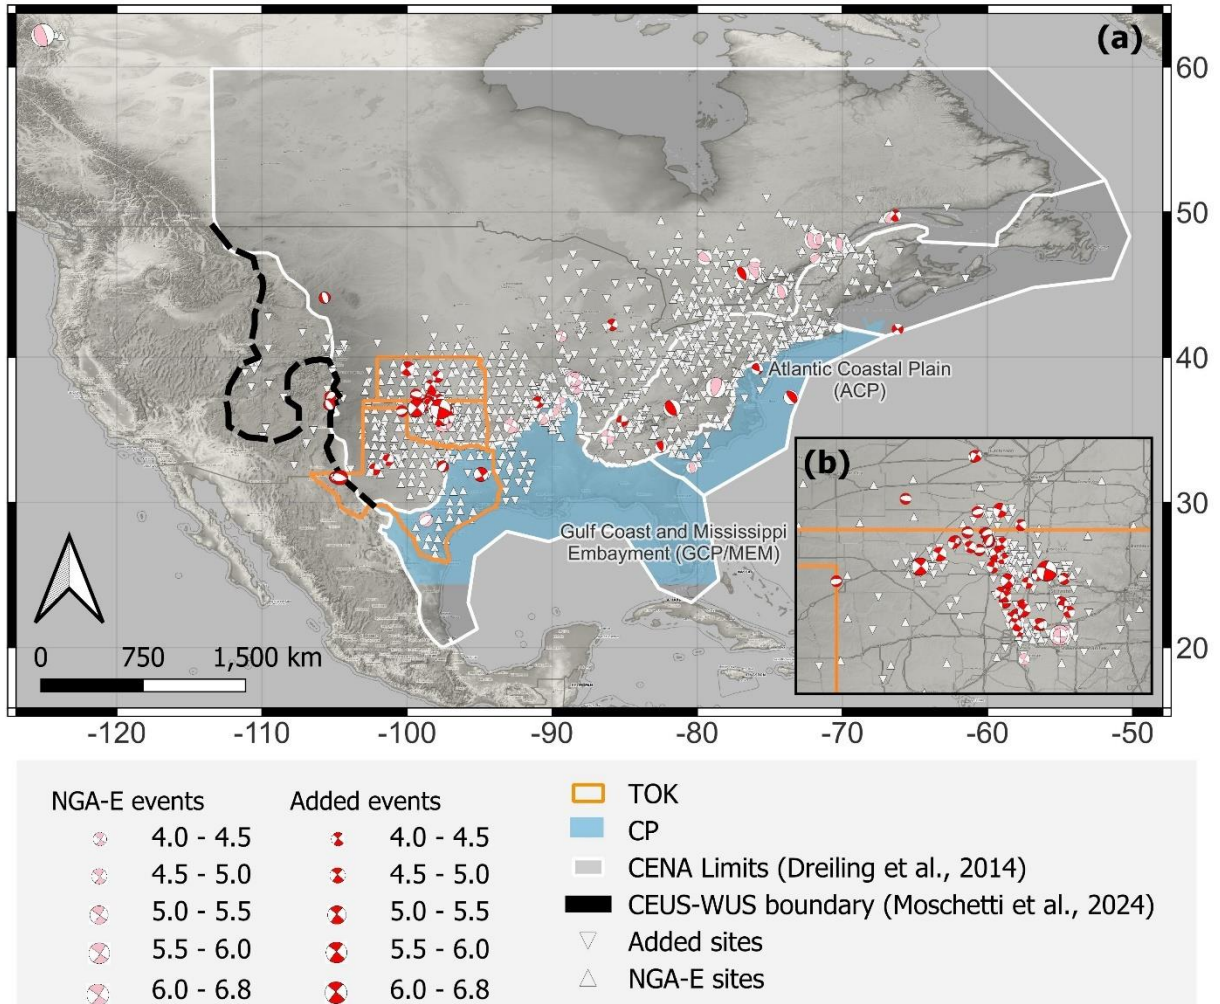 (a)
60
50
40
30
20
Atlantic Coastal Plain
(ACP)
Gulf Coast and Mississippi
Embayment (GCP/MEM)
(b)
0 750 1,500 km
-120 -110 -100 -90 -80 -70 -60 -50
NGA-E events
4.0 - 4.5
4.5 - 5.0
5.0 - 5.5
5.5 - 6.0
6.0 - 6.8
Added events
4.0 - 4.5
4.5 - 5.0
5.0 - 5.5
5.5 - 6.0
6.0 - 6.8
TOK
CP
CENA Limits (Dreiling et al., 2014)
CEUS-WUS boundary (Moschetti et al., 2024)
Added sites
NGA-E sites